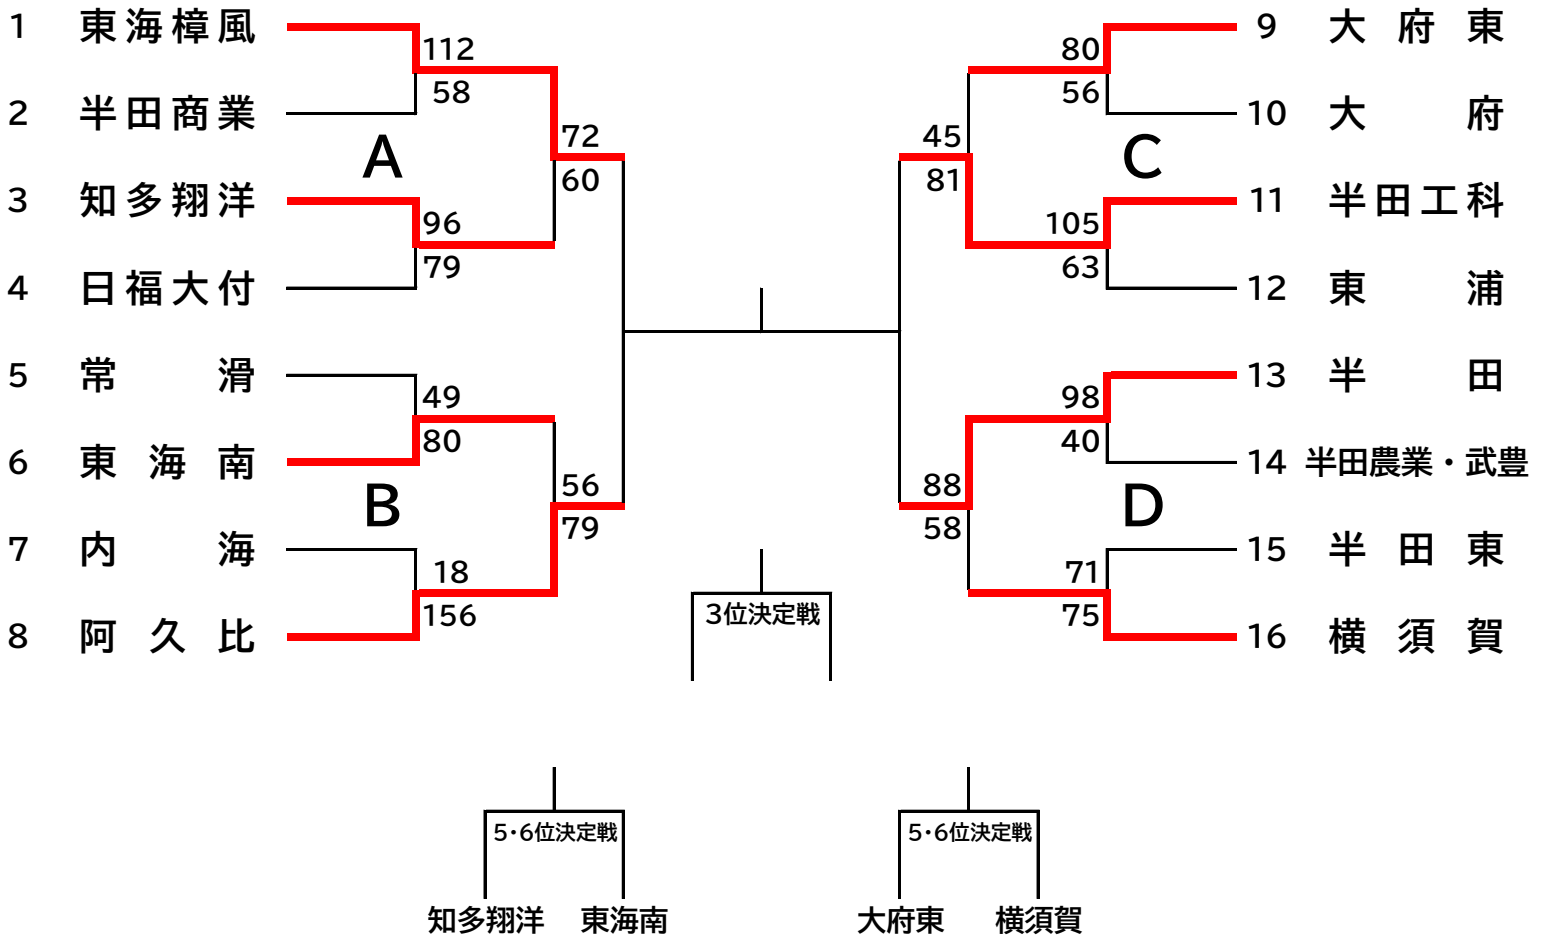 1 東海樟風
112
58
2 半田商業
A
72
60
3 知多翔洋
96
79
4 日福大付
5 常滑
49
80
6 東海南
B
56
79
7 内海
18
156
8 阿久比
9 大府東
80
56
10 大府
C
45
81
11 半田工科
105
63
12 東浦
13 半田
98
40
14 半田農業・武豊
D
88
58
15 半田東
71
75
16 横須賀
3位決定戦
5・6位決定戦
知多翔洋 東海南
5・6位決定戦
大府東 横須賀